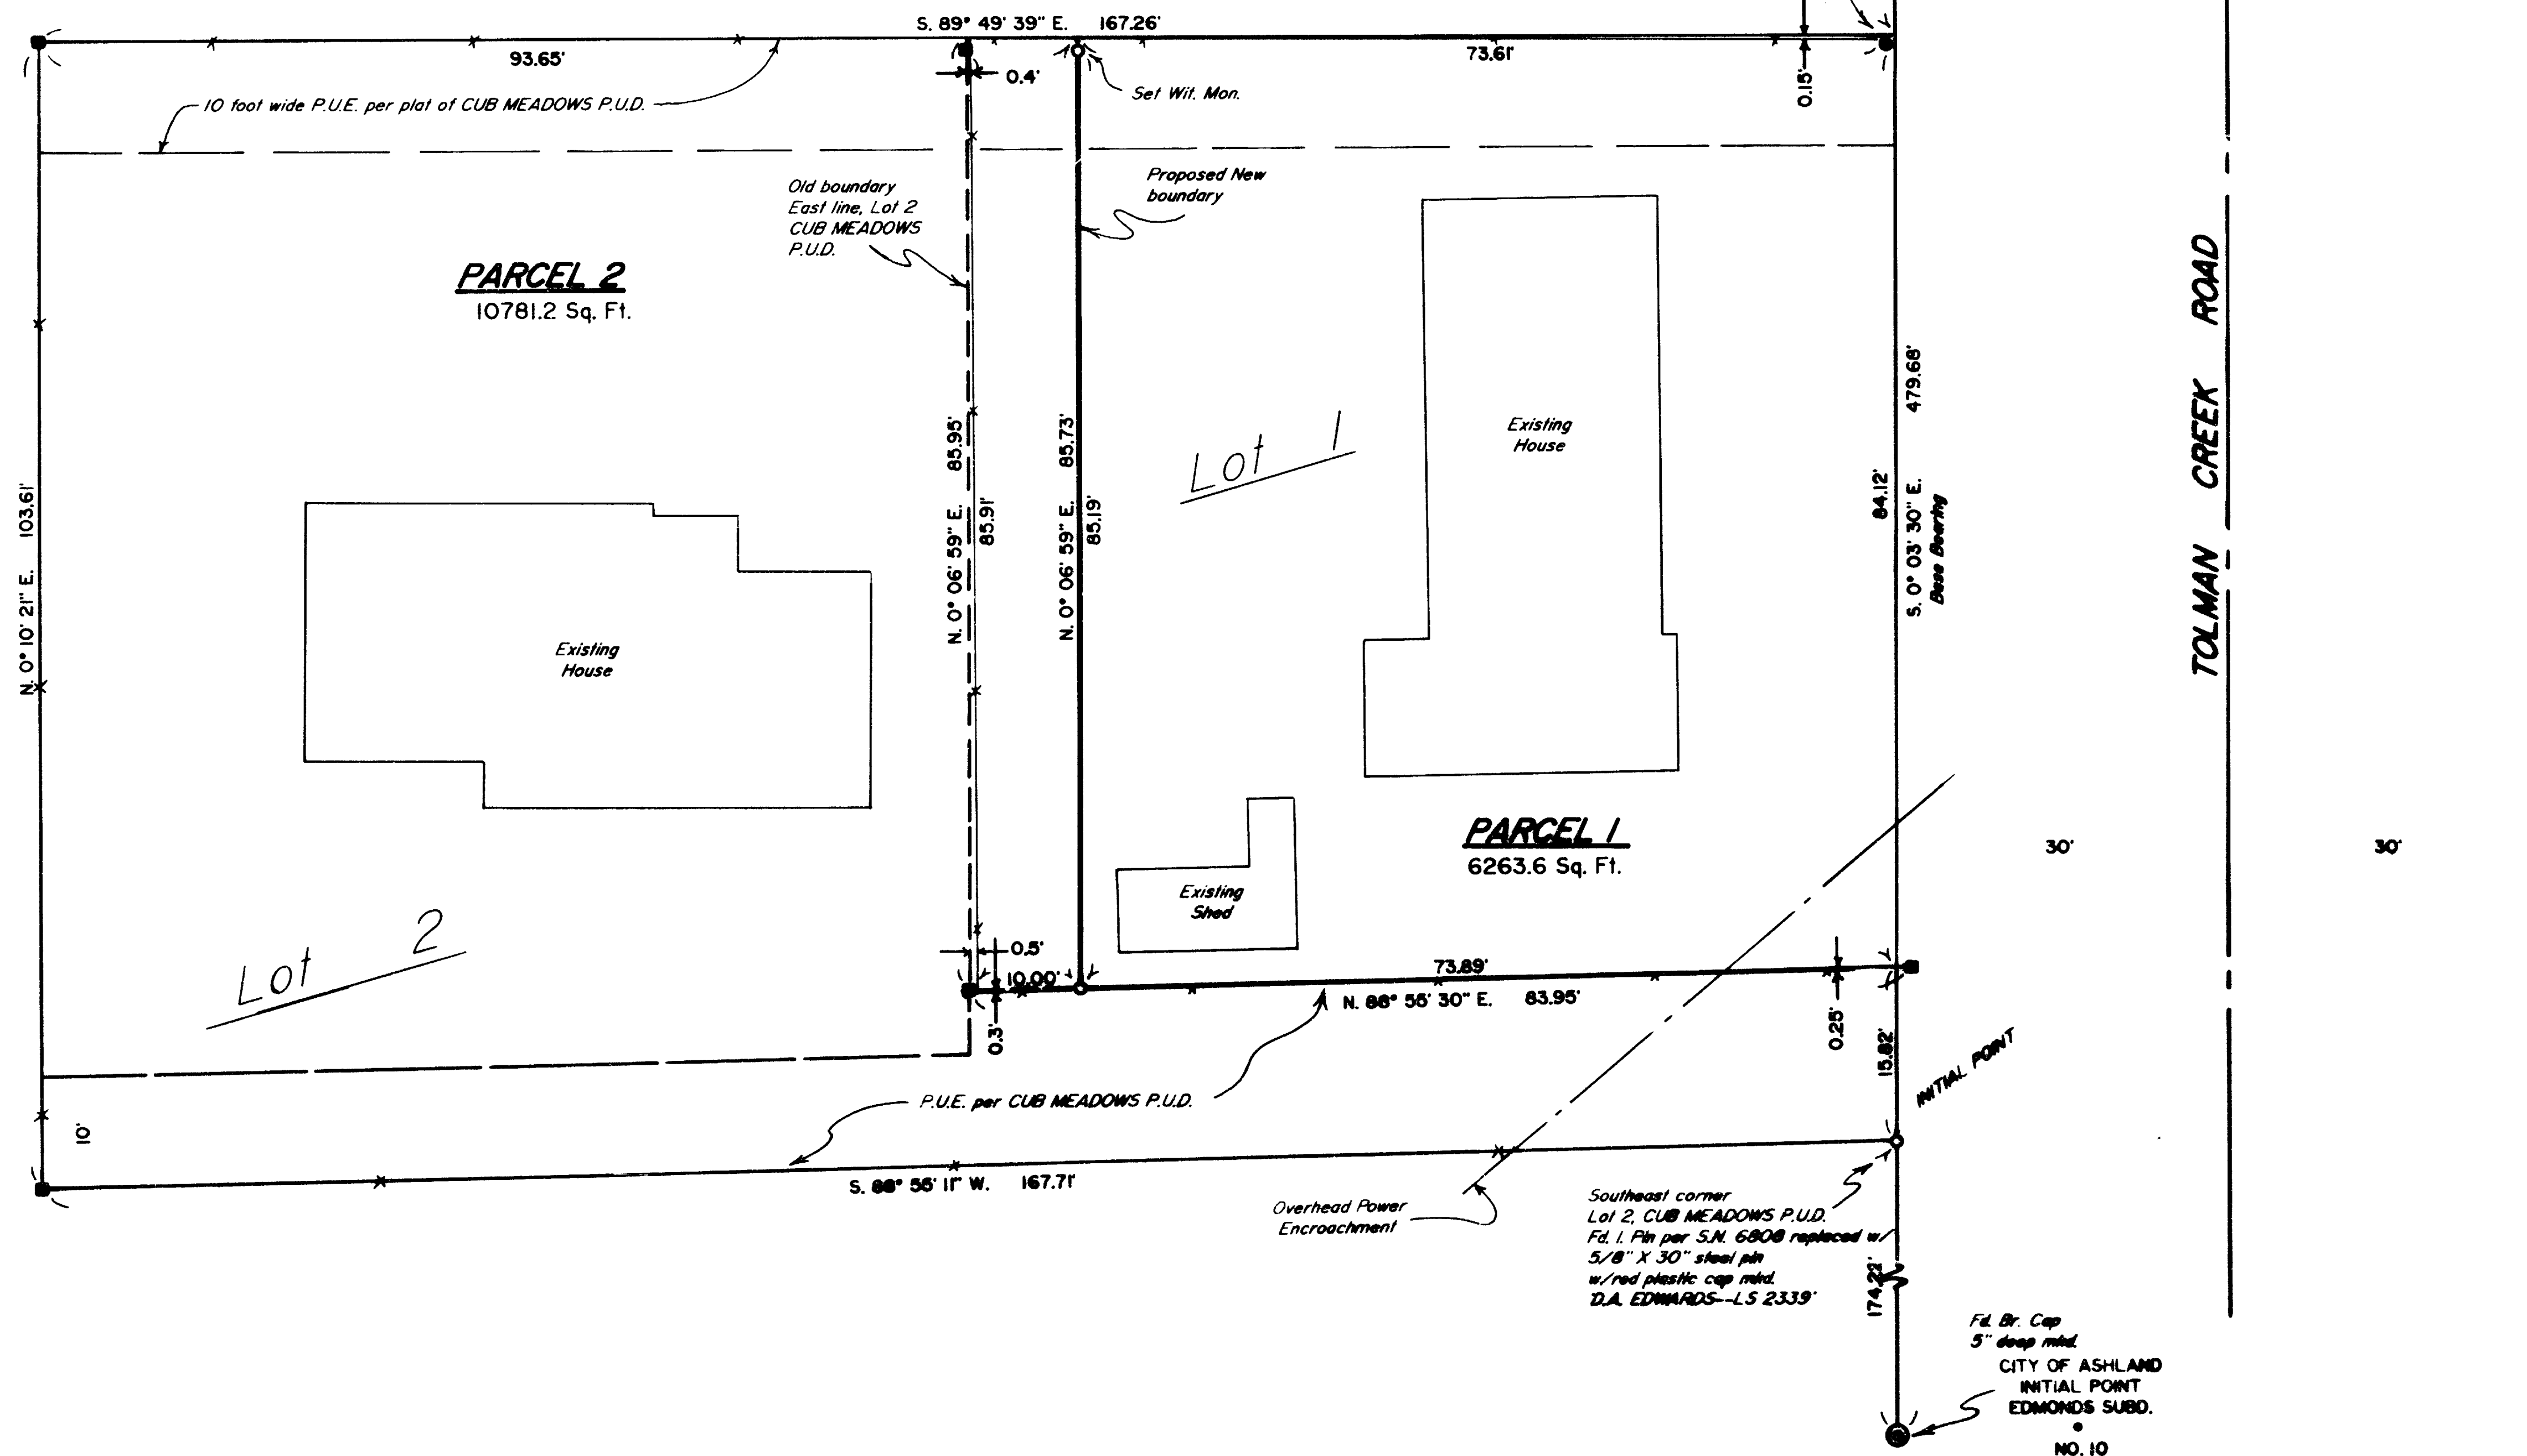 S. 89° 49' 39" E. 167.26'
93.65'
73.61'
0.4'
0.15'
Set Wit. Mon.
10 foot wide P.U.E. per plat of CUB MEADOWS P.U.D.
Old boundary
East line, Lot 2
CUB MEADOWS
P.U.D.
Proposed New
boundary
PARCEL 2
10781.2 Sq. Ft.
N. 0° 10' 21" E. 103.61'
N. 0° 06' 59" E. 85.95'
85.91'
N. 0° 06' 59" E. 85.73'
85.19'
Lot 1
Existing
House
84.12'
S. 0° 03' 30" E. 479.68'
Base Bearing
TOLMAN CREEK ROAD
Existing
House
PARCEL 1
6263.6 Sq. Ft.
30'
30'
Existing
Shed
Lot 2
0.5'
10.00'
73.89'
N. 88° 56' 30" E. 83.95'
0.3'
0.25'
15.82'
INITIAL POINT
P.U.E. per CUB MEADOWS P.U.D.
10'
S. 88° 56' 11" W. 167.71'
Overhead Power
Encroachment
Southeast corner
Lot 2, CUB MEADOWS P.U.D.
Fd. I. Pin per S.N. 6808 replaced w/
5/8" X 30" steel pin
w/red plastic cap mkd.
'D.A. EDWARDS--LS 2339'
174.22'
Fd. Br. Cap
5" deep mkd.
CITY OF ASHLAND
INITIAL POINT
EDMONDS SUBD.
NO. 10